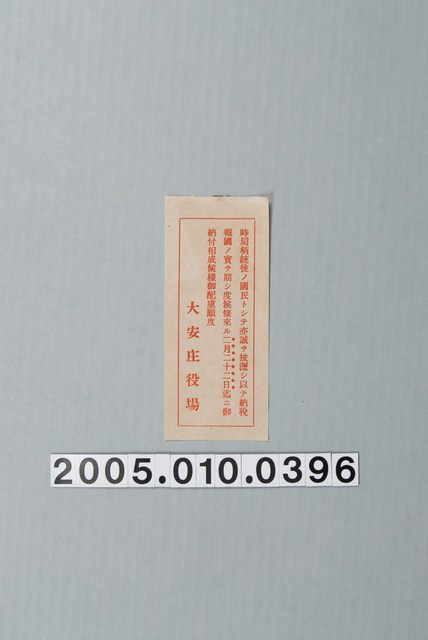 時局柄銃後ノ國民トシテ赤誠ヲ披瀝シ以テ納税
報國ノ實ヲ期シ度候條來ル二月二十二日迄ニ御
納付相成候樣御配慮願度
大安庄役場
2005.010.0396